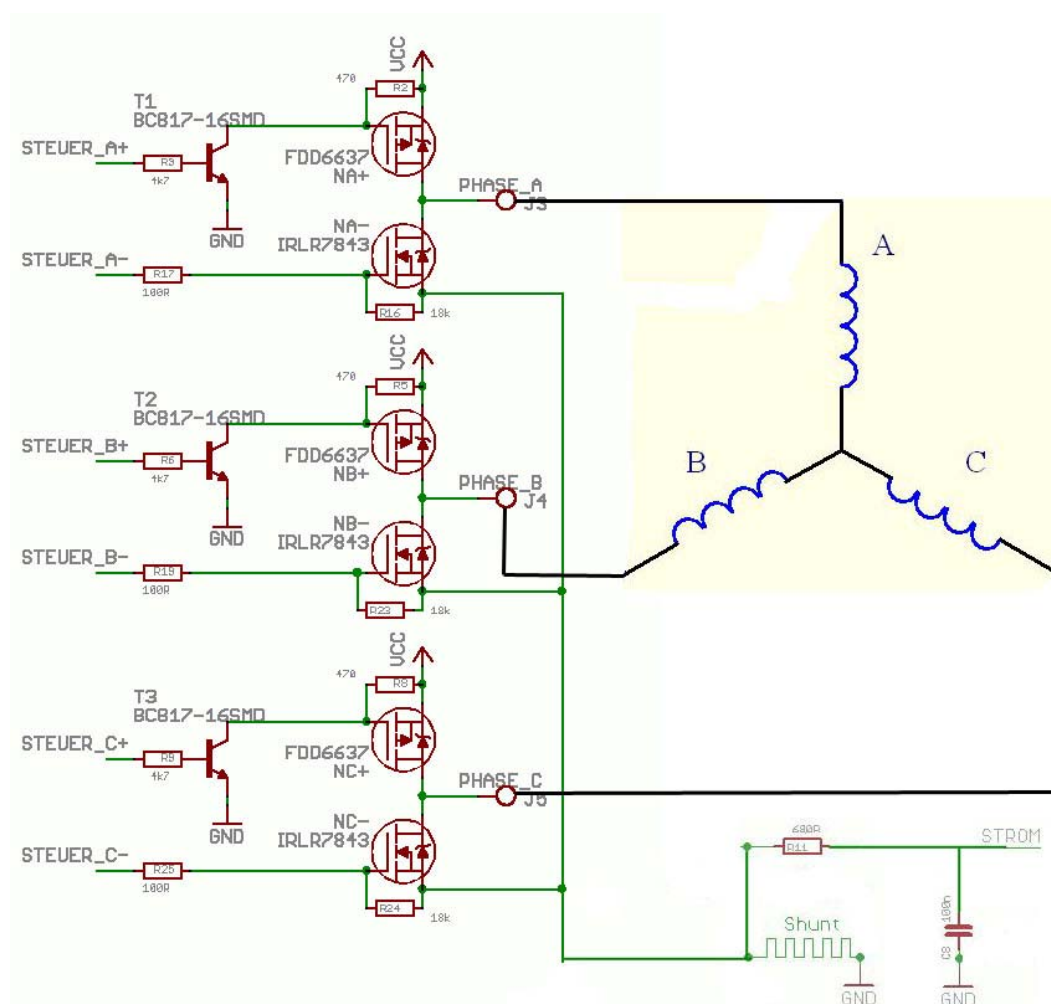 VCC
470
R2
T1
BC817-16SMD
STEUER_A+
R3
4k7
FDD6637
NA+
GND
PHASE_A
J3
A
NA-
IRLR7843
STEUER_A-
R17
100R
R16
18k
VCC
470
R5
T2
BC817-16SMD
STEUER_B+
R6
4k7
FDD6637
NB+
GND
PHASE_B
J4
B
C
NB-
IRLR7843
STEUER_B-
R19
100R
R23
18k
VCC
470
R8
T3
BC817-16SMD
STEUER_C+
R9
4k7
FDD6637
NC+
GND
PHASE_C
J5
NC-
IRLR7843
STEUER_C-
R25
100R
R24
18k
680R
R11
STROM
Shunt
100n
C8
GND
GND